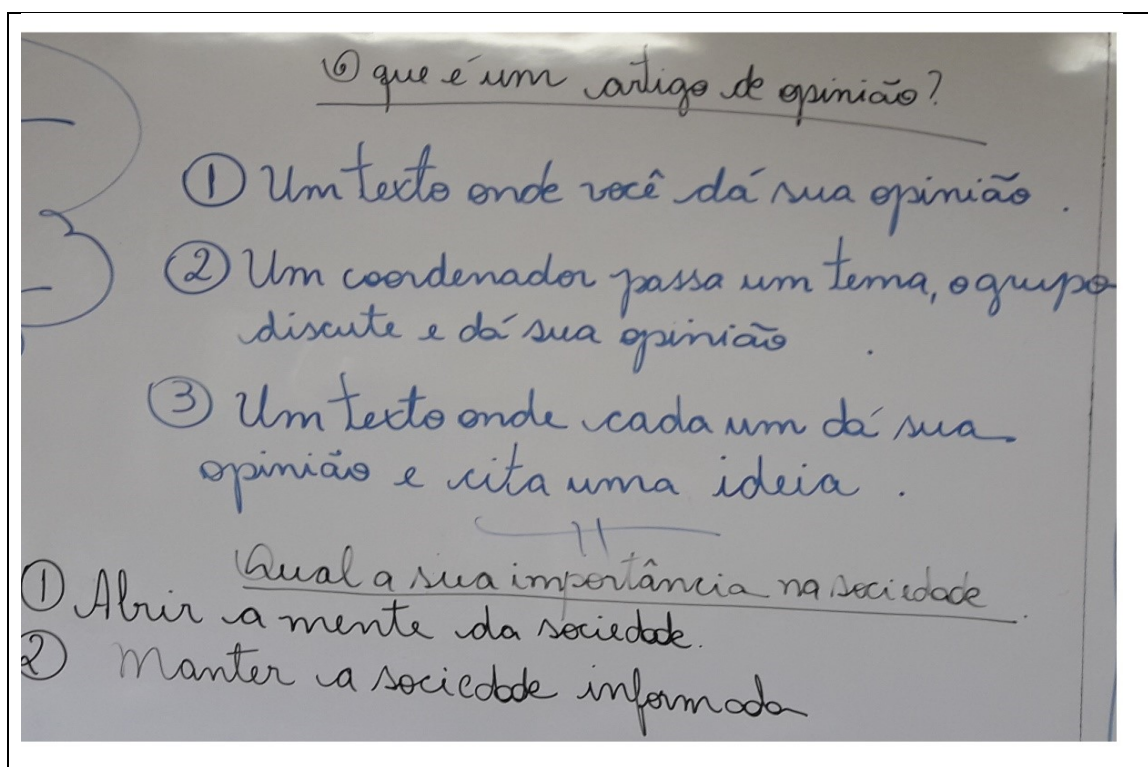 O que é um artigo de opinião?
① Um texto onde você dá sua opinião.
② Um coordenador passa um tema, o grupo
discute e dá sua opinião.
③ Um texto onde cada um dá sua
opinião e cita uma ideia.
Qual a sua importância na sociedade
① Abrir a mente da sociedade.
② Manter a sociedade informada